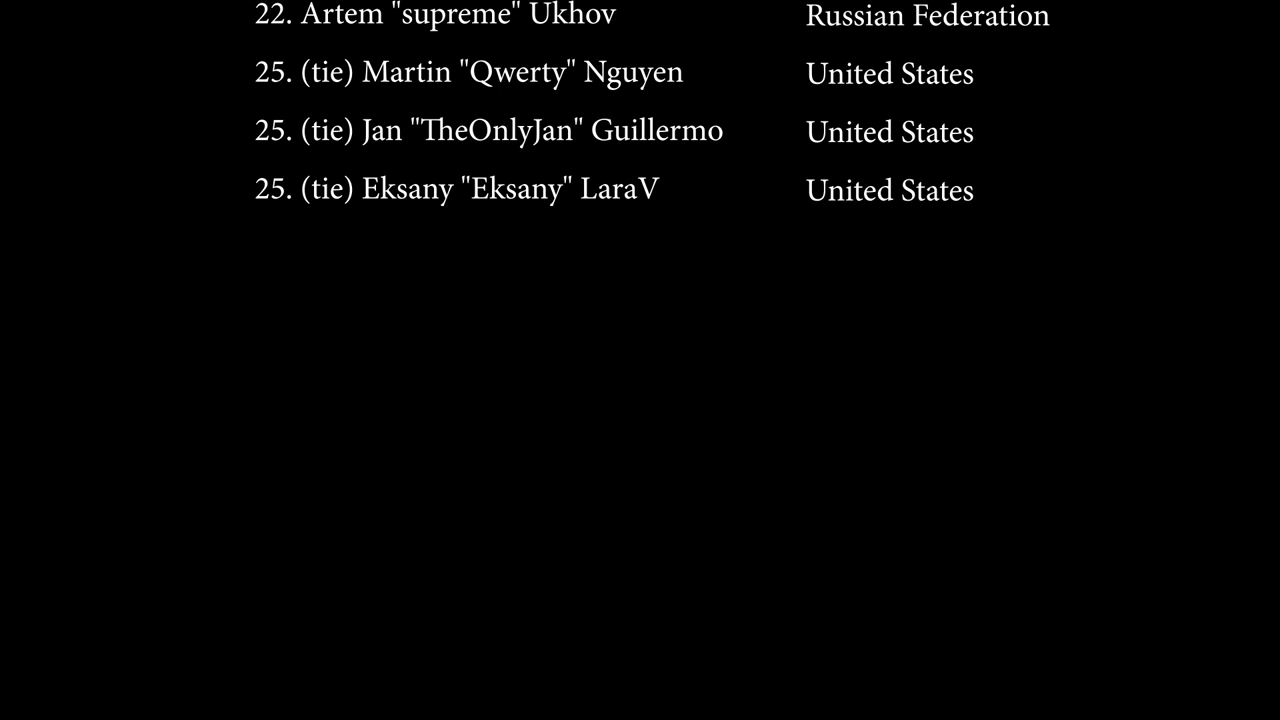 22. Artem "supreme" Ukhov Russian Federation
25. (tie) Martin "Qwerty" Nguyen United States
25. (tie) Jan "TheOnlyJan" Guillermo United States
25. (tie) Eksany "Eksany" LaraV United States